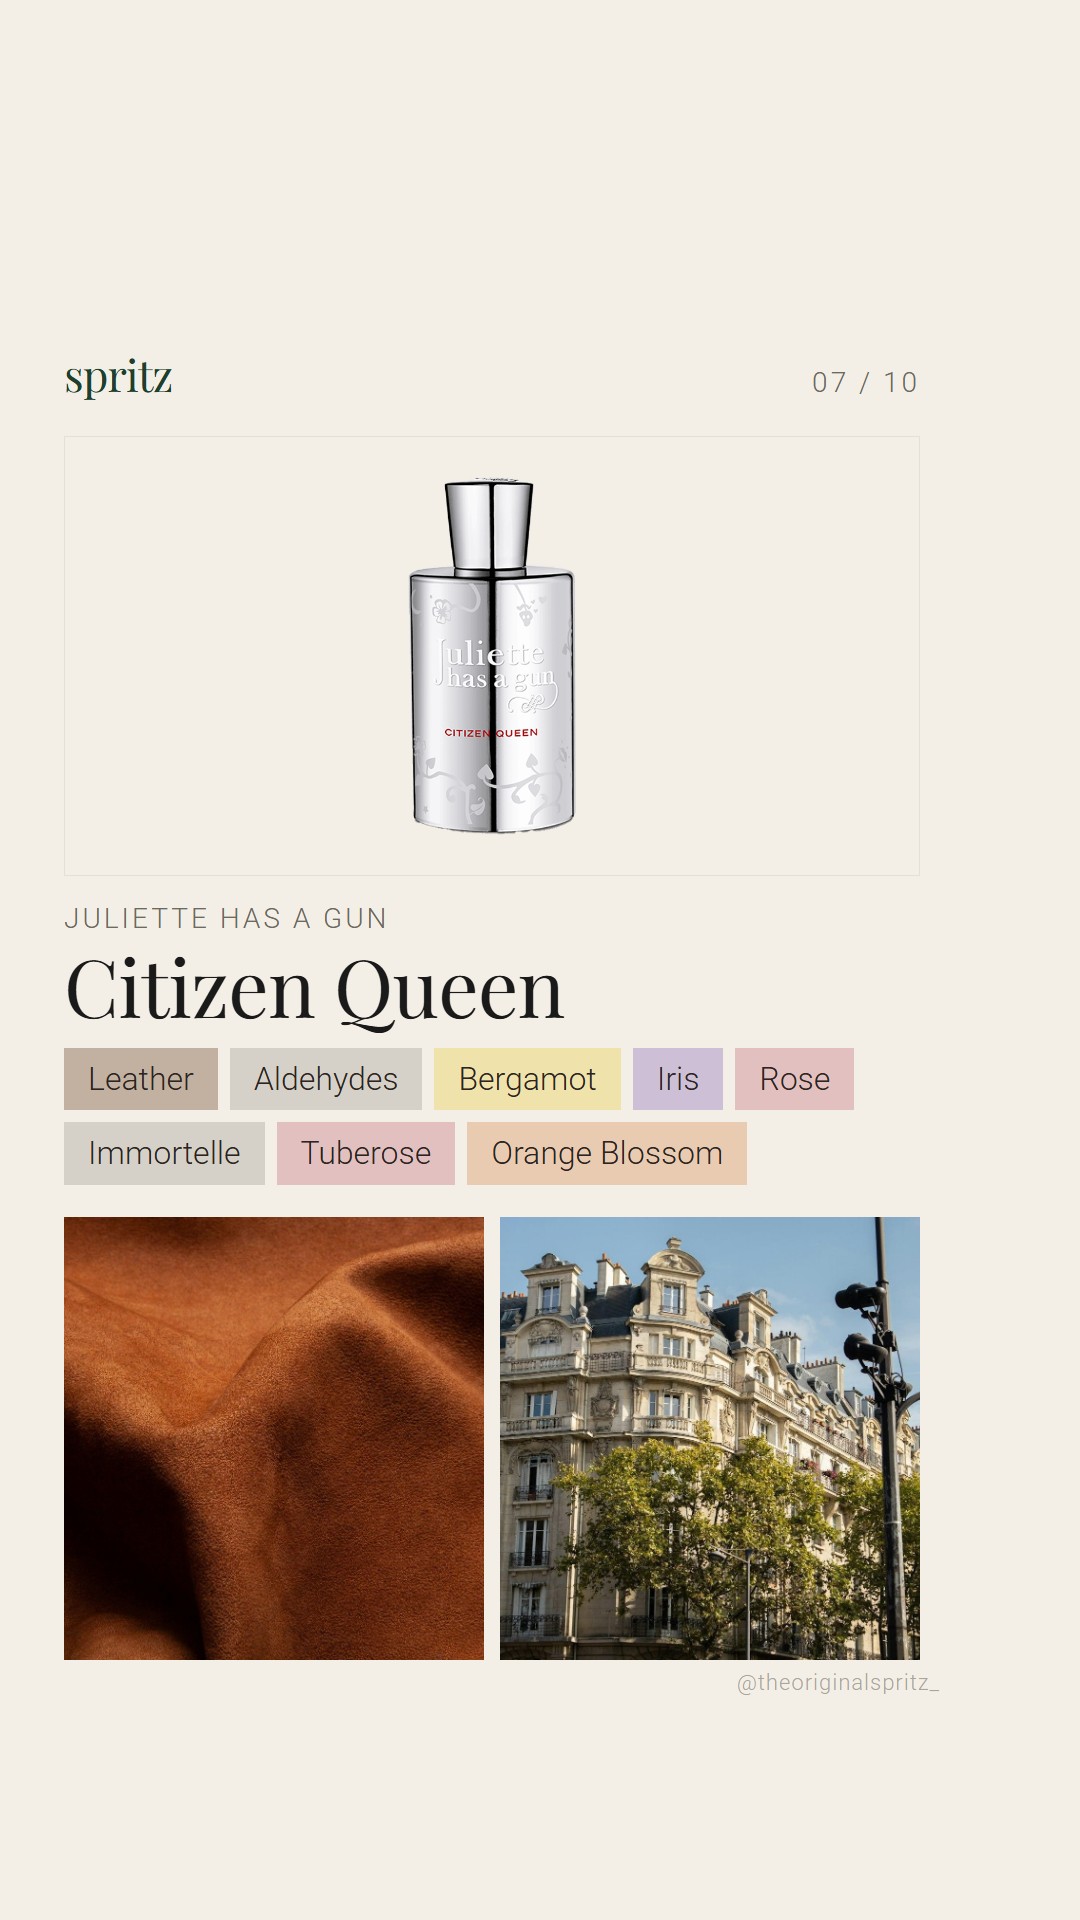 spritz
07 / 10
Juliette
has a gun
CITIZEN QUEEN
JULIETTE HAS A GUN
Citizen Queen
Leather Aldehydes Bergamot Iris Rose
Immortelle Tuberose Orange Blossom
@theoriginalspritz_